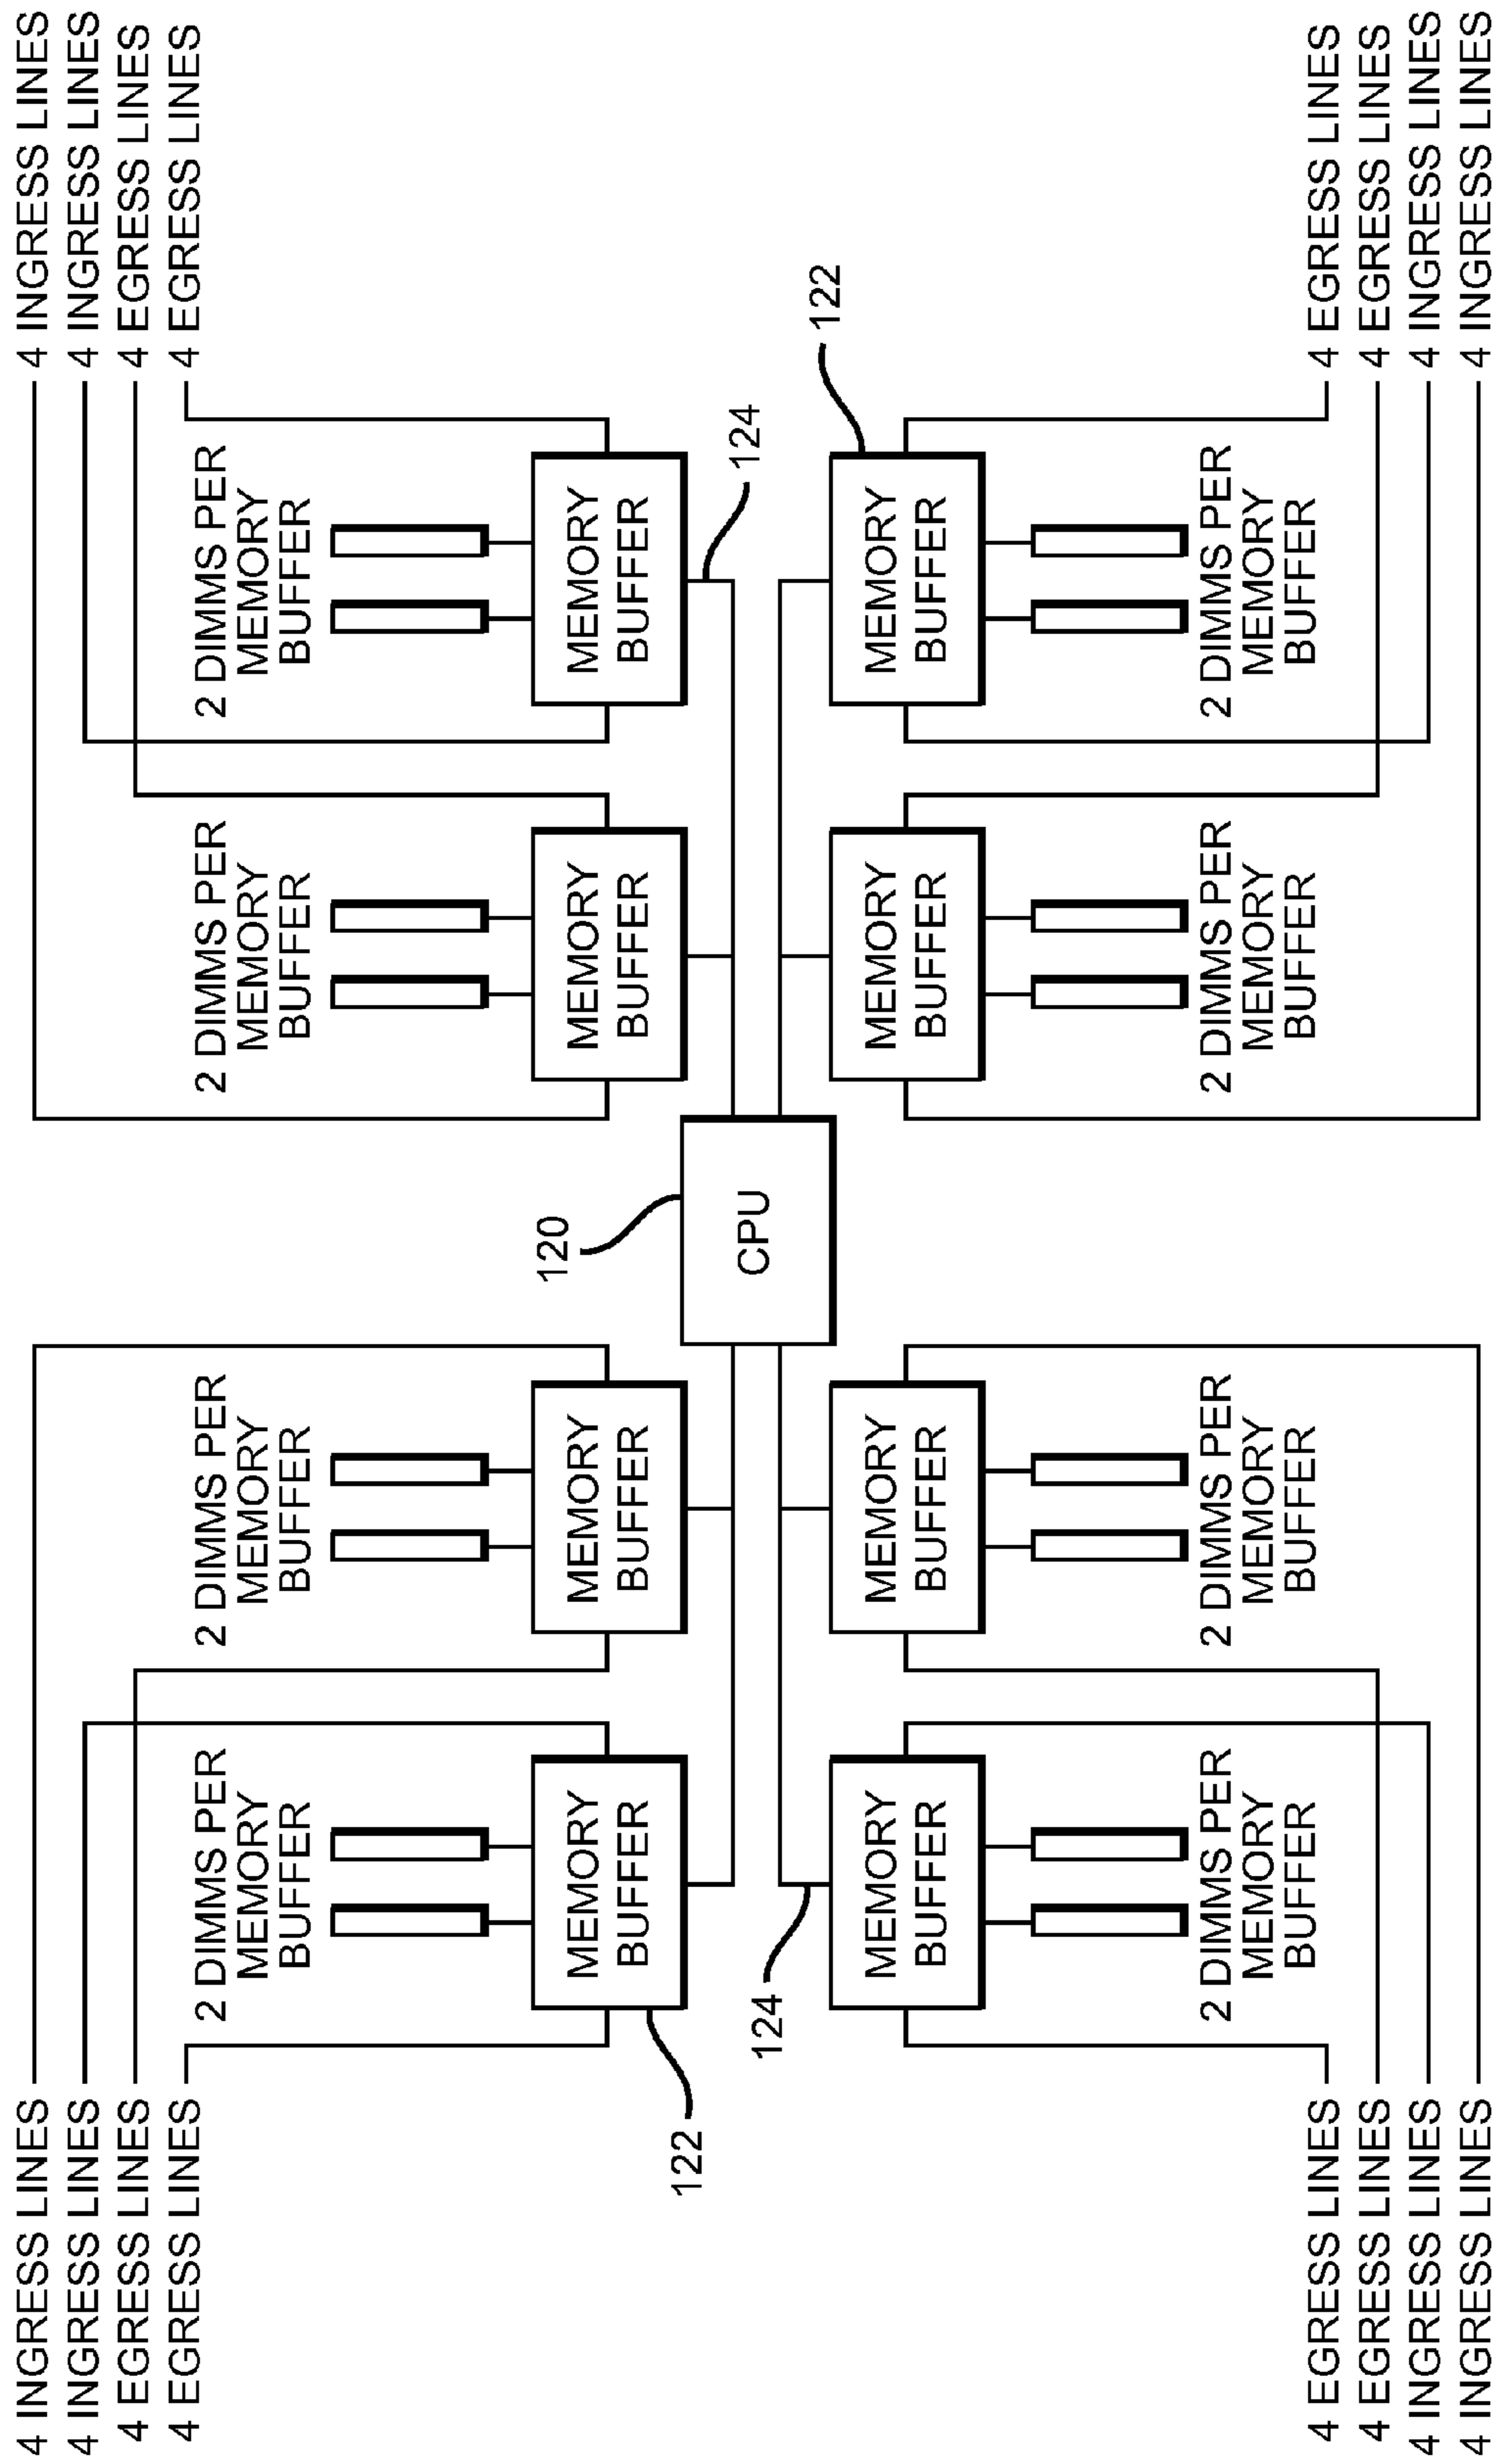 4 INGRESS LINES
4 INGRESS LINES
4 EGRESS LINES
4 EGRESS LINES
4 INGRESS LINES
4 INGRESS LINES
4 EGRESS LINES
4 EGRESS LINES
2 DIMMS PER
MEMORY
BUFFER
2 DIMMS PER
MEMORY
BUFFER
2 DIMMS PER
MEMORY
BUFFER
2 DIMMS PER
MEMORY
BUFFER
120
MEMORY
BUFFER
MEMORY
BUFFER
MEMORY
BUFFER
MEMORY
BUFFER
122
124
CPU
124
122
MEMORY
BUFFER
MEMORY
BUFFER
MEMORY
BUFFER
MEMORY
BUFFER
2 DIMMS PER
MEMORY
BUFFER
2 DIMMS PER
MEMORY
BUFFER
2 DIMMS PER
MEMORY
BUFFER
2 DIMMS PER
MEMORY
BUFFER
4 EGRESS LINES
4 EGRESS LINES
4 INGRESS LINES
4 INGRESS LINES
4 EGRESS LINES
4 EGRESS LINES
4 INGRESS LINES
4 INGRESS LINES